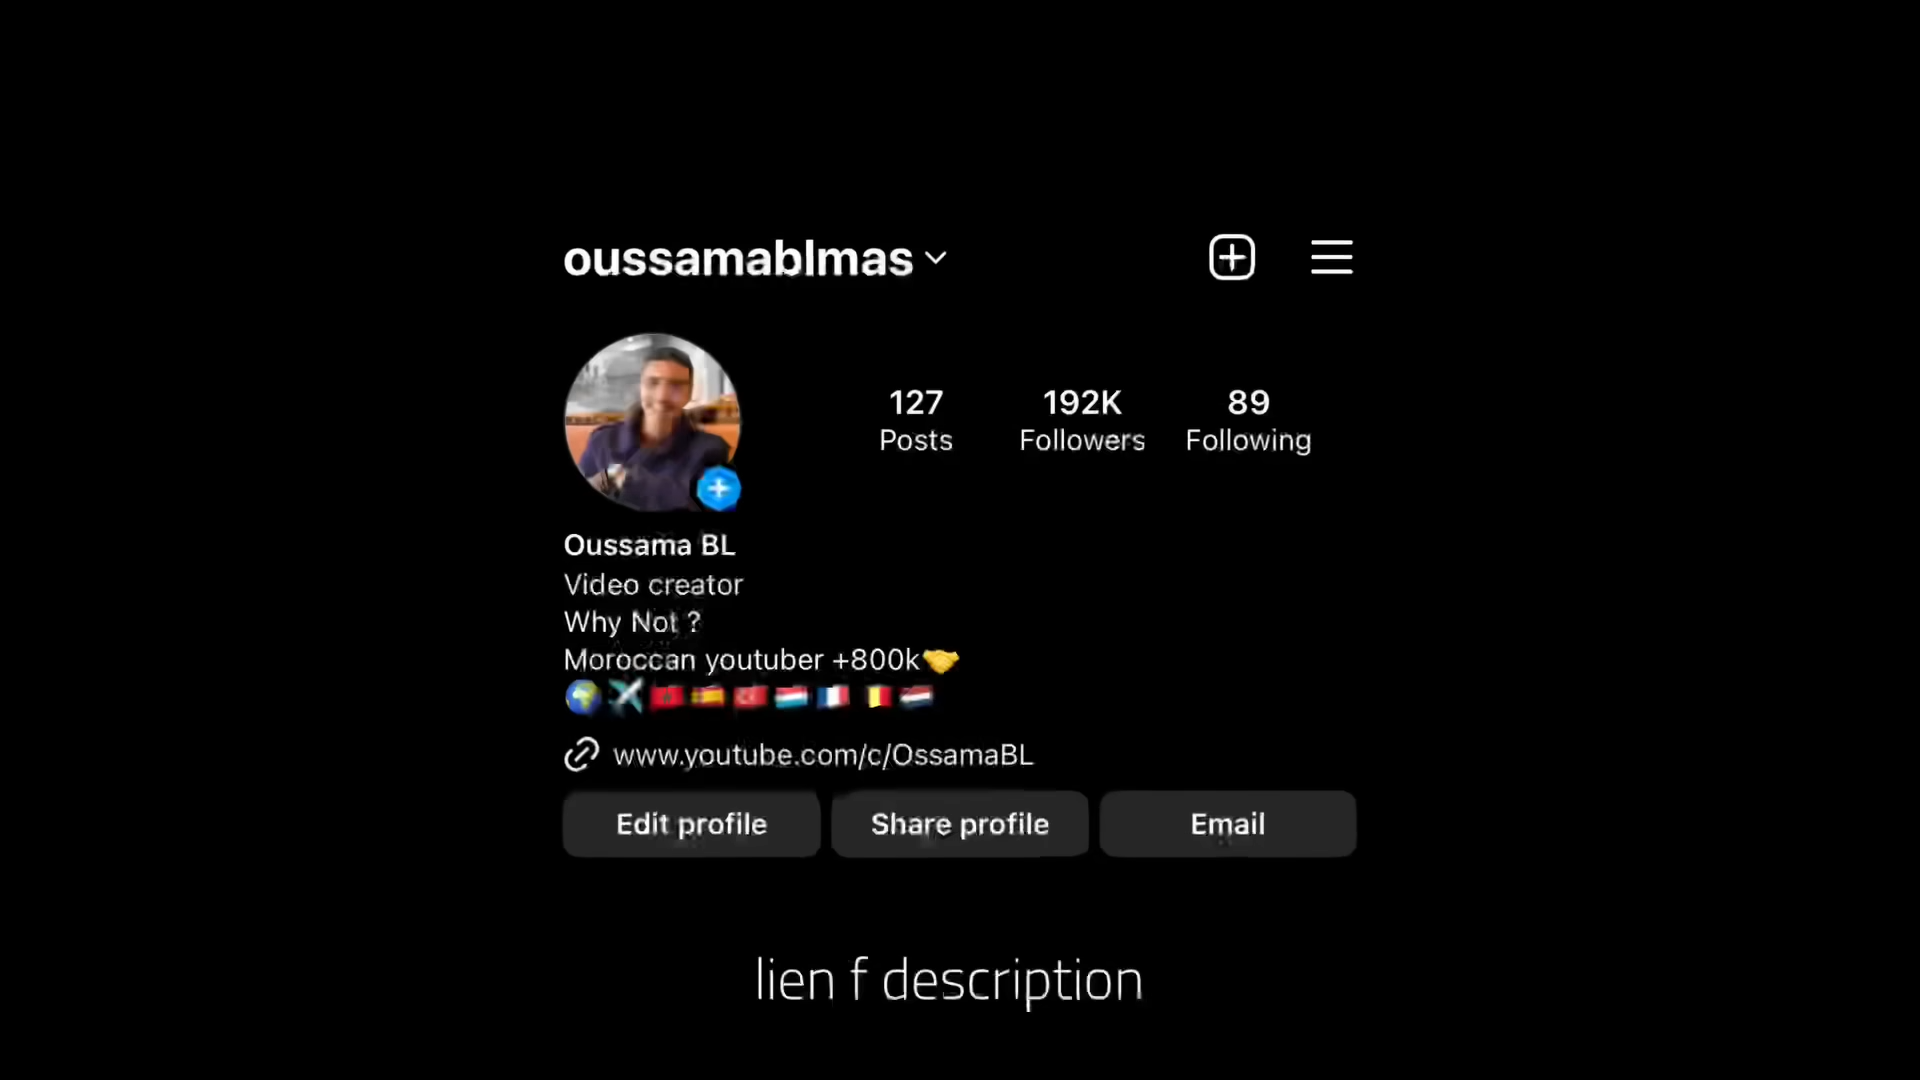 oussamablmas
127 192K 89
Posts Followers Following
Oussama BL
Video creator
Why Not ?
Moroccan youtuber +800k🤝
🌍✈️🇲🇦🇪🇸🇹🇷🇱🇺🇫🇷🇧🇪🇳🇱
www.youtube.com/c/OssamaBL
Edit profile Share profile Email
lien f description